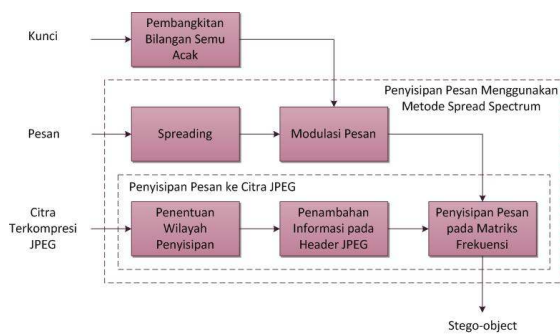 Kunci
Pembangkitan
Bilangan Semu
Acak
Penyisipan Pesan Menggunakan
Metode Spread Spectrum
Pesan
Spreading
Modulasi Pesan
Penyisipan Pesan ke Citra JPEG
Citra
Terkompresi
JPEG
Penentuan
Wilayah
Penyisipan
Penambahan
Informasi pada
Header JPEG
Penyisipan Pesan
pada Matriks
Frekuensi
Stego-object